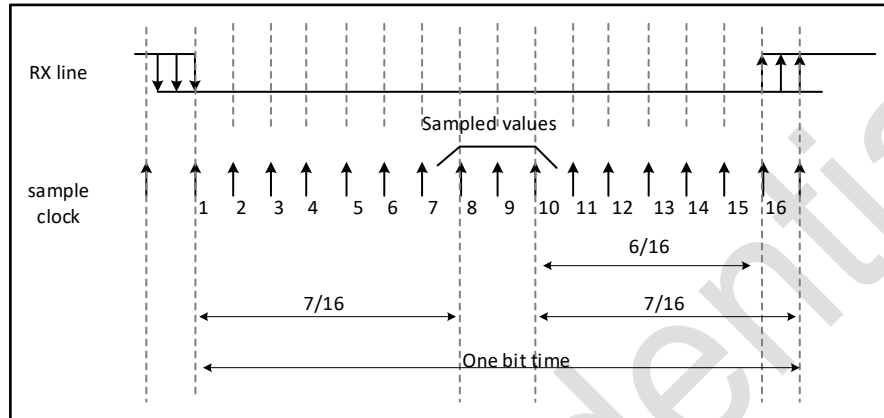 RX line
Sampled values
sample
clock
1 2 3 4 5 6 7 8 9 10 11 12 13 14 15 16
6/16
7/16 7/16
One bit time